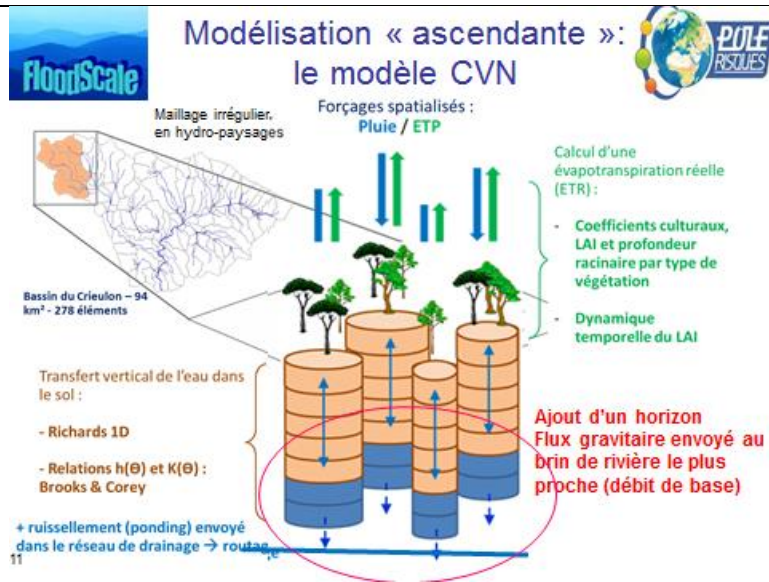 Modélisation « ascendante »:
le modèle CVN
FloodScale
PÔLE
RISQUES
Maillage irrégulier,
en hydro-paysages
Forçages spatialisés :
Pluie / ETP
Calcul d'une
évapotranspiration réelle
(ETR) :
- Coefficients culturaux,
LAI et profondeur
racinaire par type de
végétation
- Dynamique
temporelle du LAI
Bassin du Crieulon – 94
km² - 278 éléments
Transfert vertical de l'eau dans
le sol :
- Richards 1D
- Relations h(Θ) et K(Θ) :
Brooks & Corey
Ajout d'un horizon
Flux gravitaire envoyé au
brin de rivière le plus
proche (débit de base)
+ ruissellement (ponding) envoyé
dans le réseau de drainage → routage
11